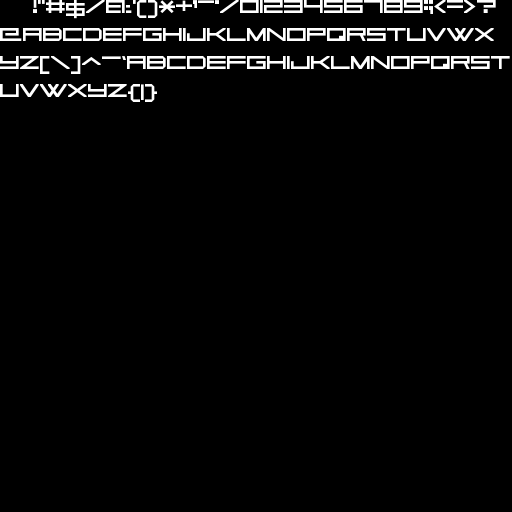 !"#$/&'()*+'-"/0123456789:;<=>?
@ABCDEFGHIJKLMNOPQRSTUVWX
YZ[\]^-`ABCDEFGHIJKLMNOPQRST
UVWXYZ{|}